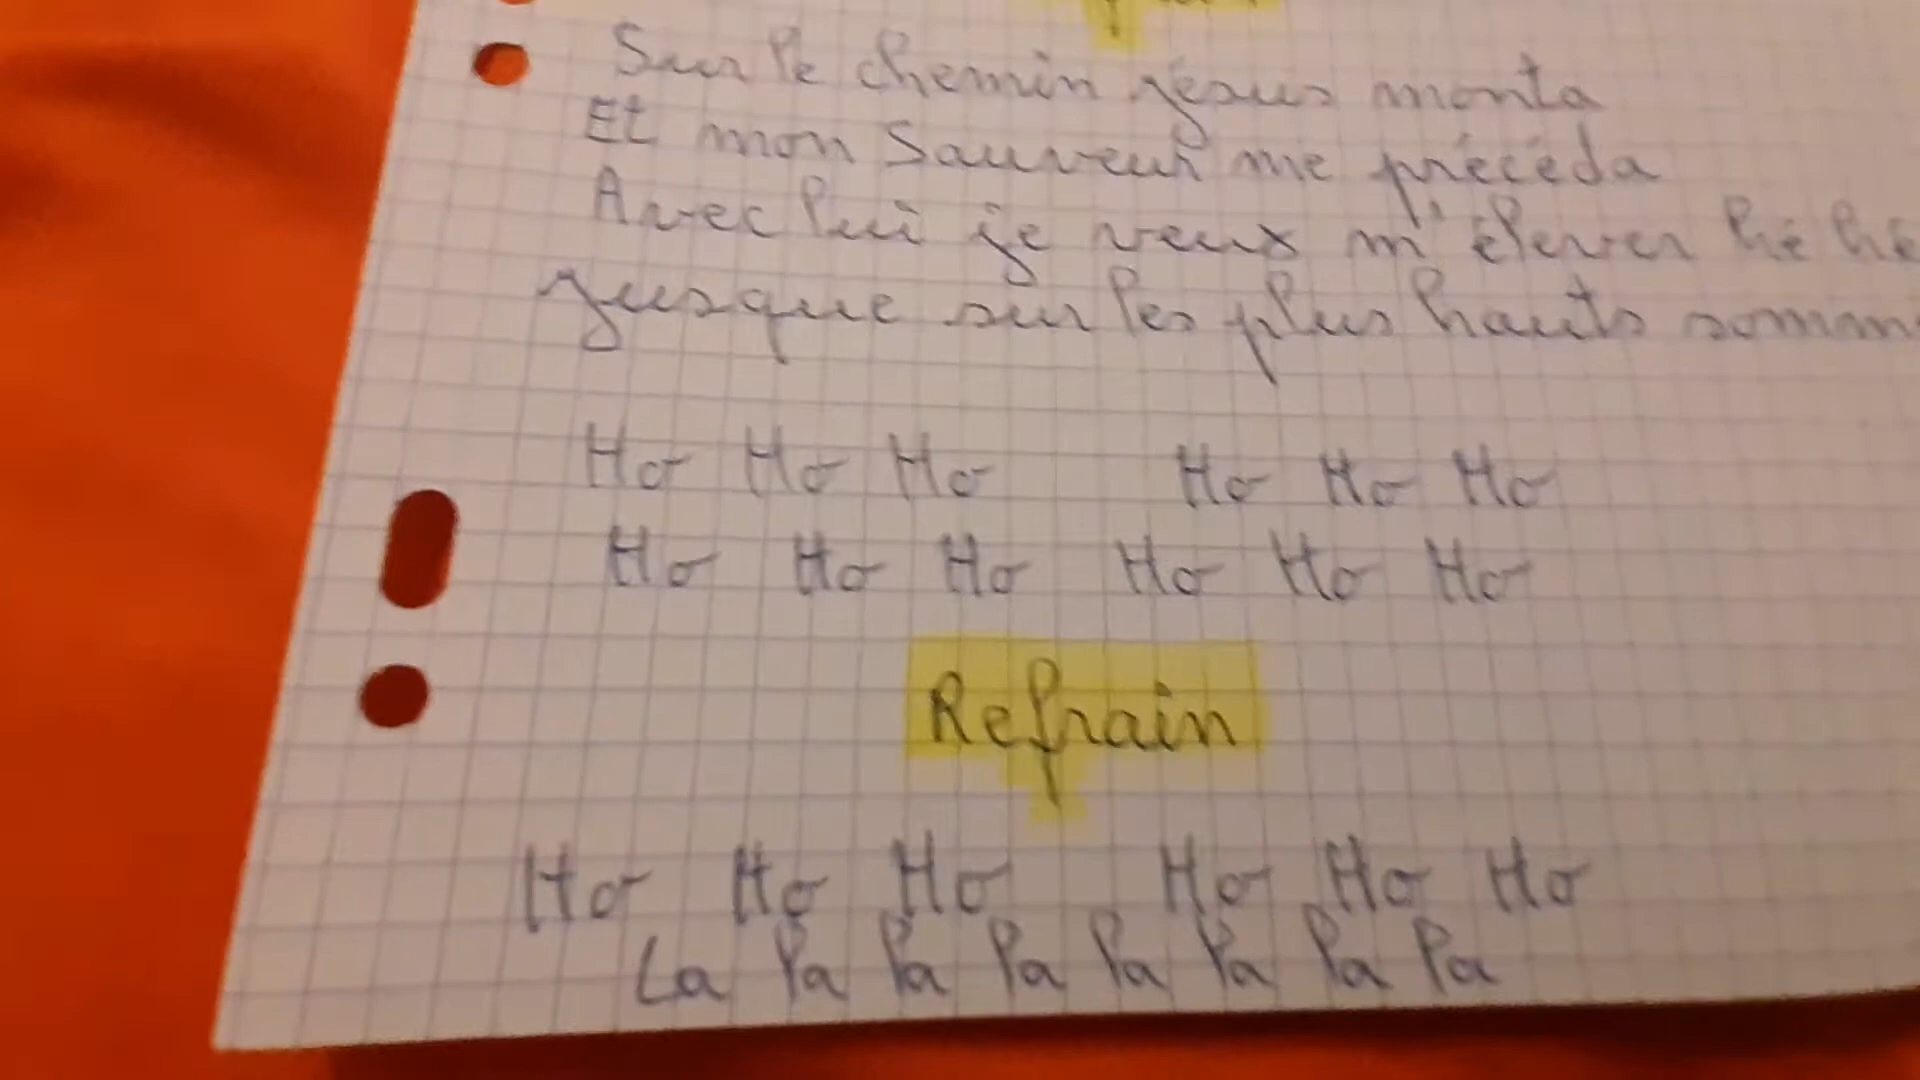 Sur le chemin jésus monta
Et mon Sauveur me précéda
Avec lui je veux m'élever hé hé
jusque sur les plus hauts
Ho Ho Ho Ho Ho Ho
Ho Ho Ho Ho Ho Ho
Refrain
Ho Ho Ho Ho Ho Ho
La la la la la la la la